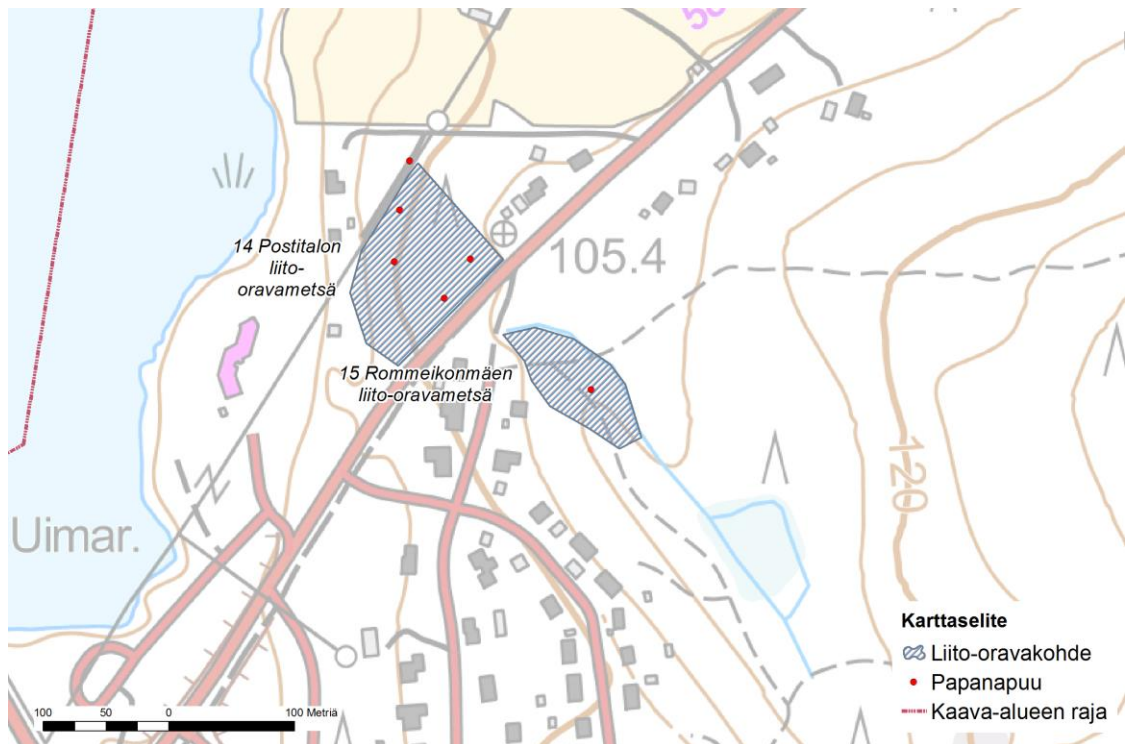 14 Postitalon
liito-
oravametsä
105.4
15 Rommeikonmäen
liito-oravametsä
120
Uimar.
Karttaselite
Liito-oravakohde
Papanapuu
Kaava-alueen raja
100 50 0 100 Metriä